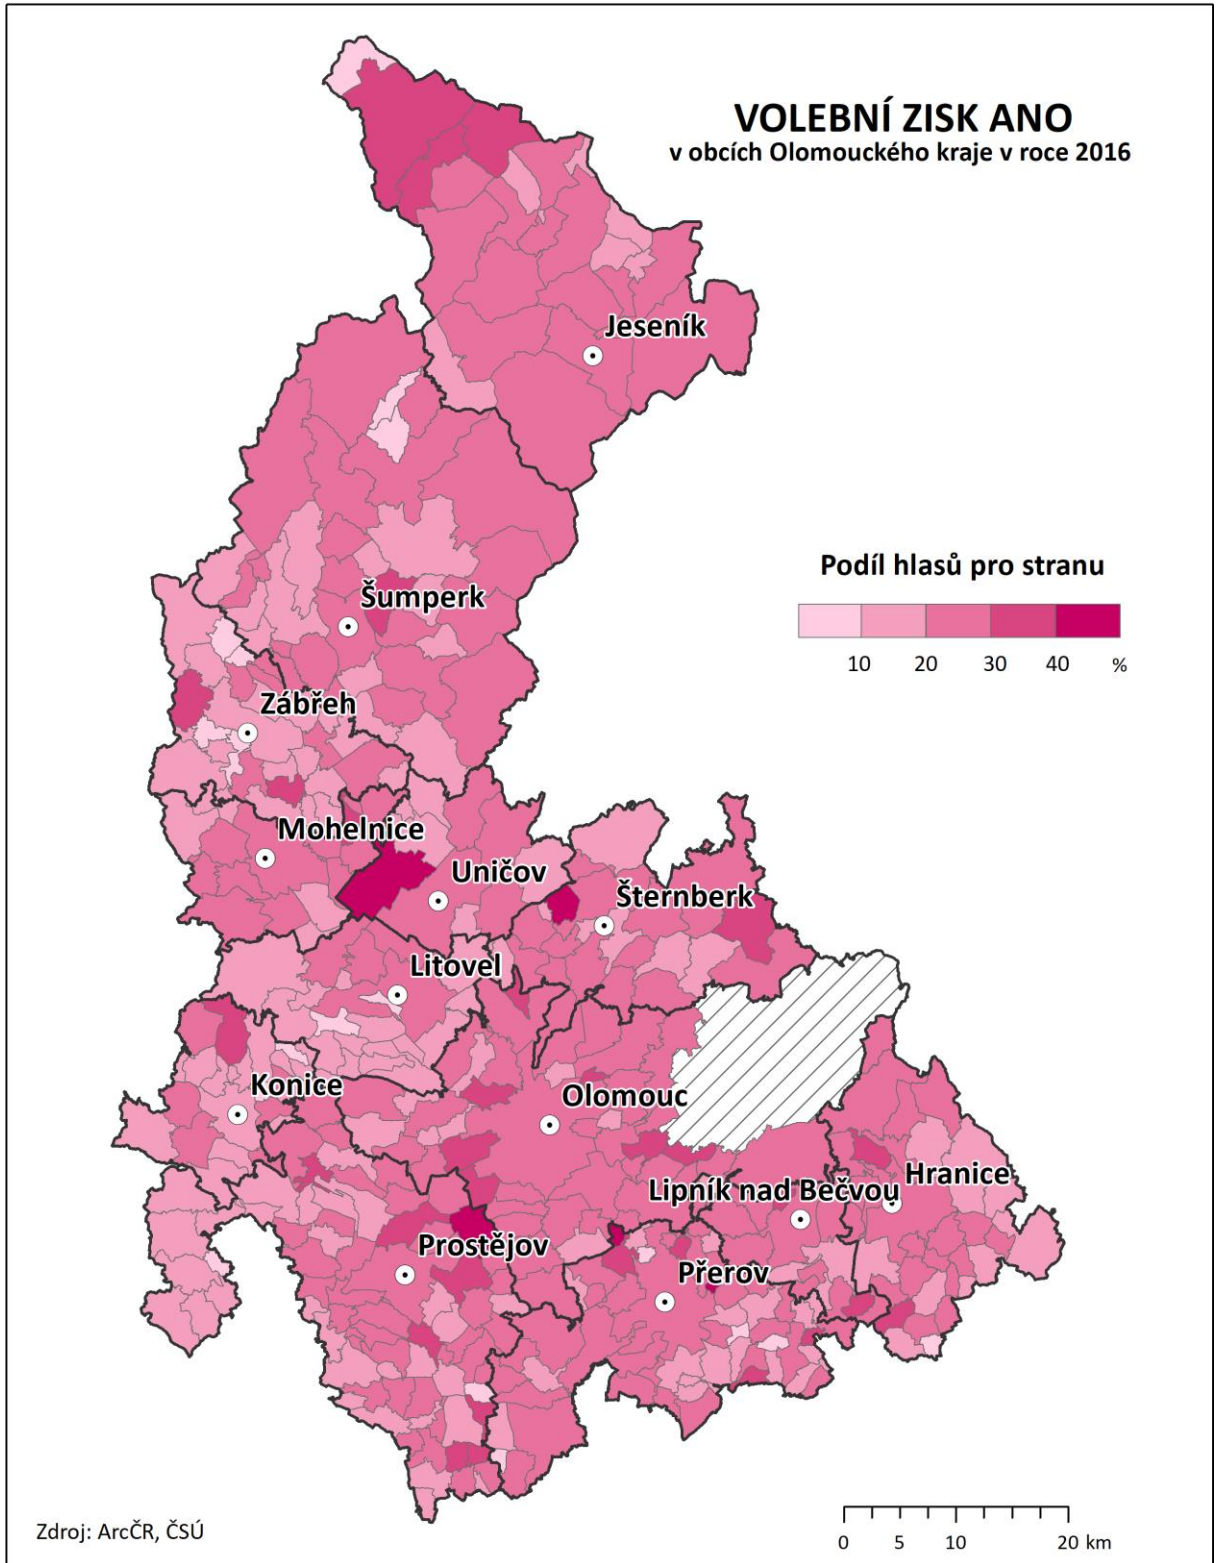 VOLEBNÍ ZISK ANO
v obcích Olomouckého kraje v roce 2016
Jeseník
Podíl hlasů pro stranu
10 20 30 40 %
Šumperk
Zábřeh
Mohelnice
Uničov
Šternberk
Litovel
Konice
Olomouc
Hranice
Lipník nad Bečvou
Prostějov
Přerov
Zdroj: ArcČR, ČSÚ
0 5 10 20 km